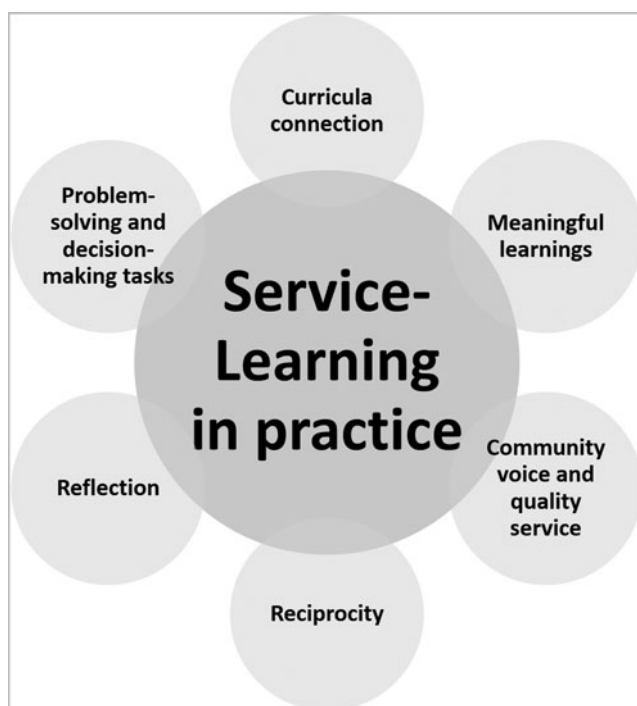 Curricula
connection
Problem-
solving and
decision-
making tasks
Meaningful
learnings
Service-
Learning
in practice
Community
voice and
quality
service
Reflection
Reciprocity